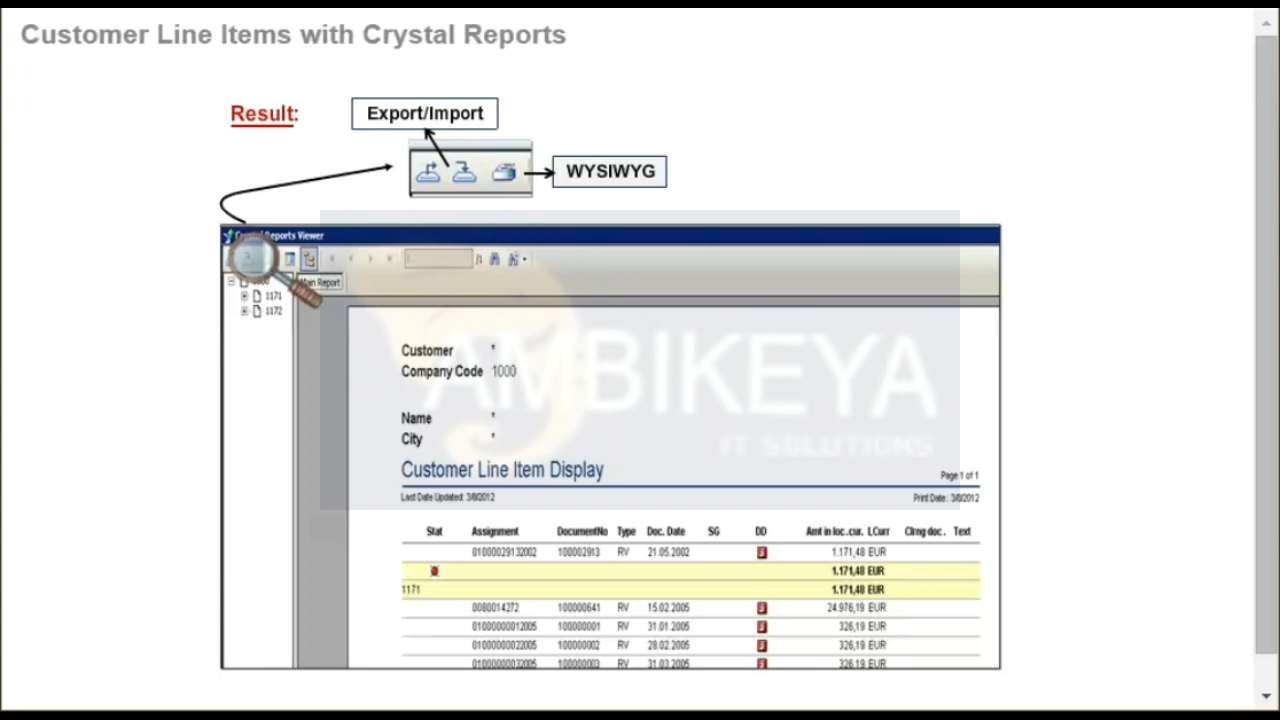 Customer Line Items with Crystal Reports
Result:
Export/Import
WYSIWYG
Crystal Reports Viewer
Main Report
1171
1172
AMBIKEYA
IT SOLUTIONS
Customer *
Company Code 1000
Name *
City *
Customer Line Item Display
Page 1 of 1
Last Date Updated: 3/8/2012
Print Date: 3/8/2012
Stat Assignment DocumentNo Type Doc. Date SG DD Amt in loc.cur. LCurr Clrng doc. Text
01000029132002 100002913 RV 21.05.2002 1.171,48 EUR
1.171,48 EUR
1171 1.171,48 EUR
0080014272 100000641 RV 15.02.2005 24.976,19 EUR
01000000012005 100000001 RV 31.01.2005 326,19 EUR
01000000022005 100000002 RV 28.02.2005 326,19 EUR
01000000032005 100000003 RV 31.03.2005 326,19 EUR